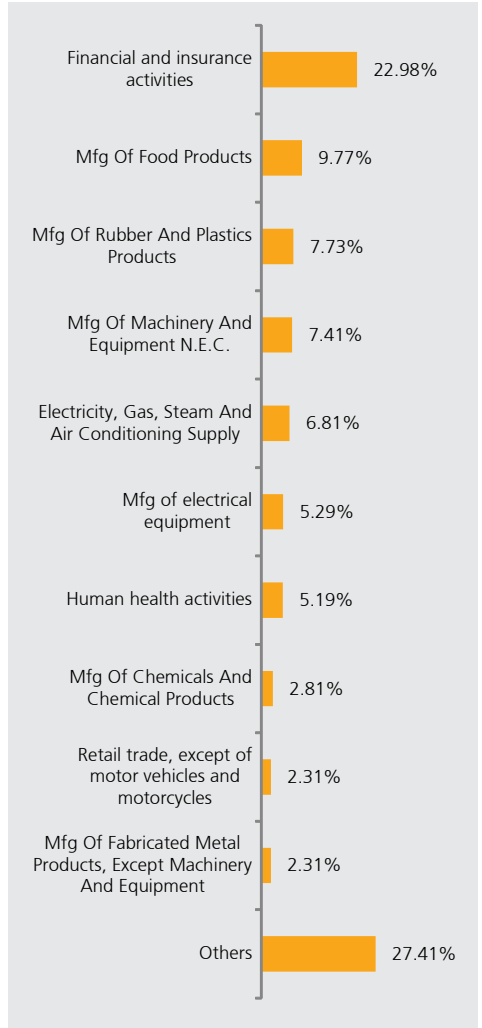 Financial and insurance
activities
22.98%
Mfg Of Food Products
9.77%
Mfg Of Rubber And Plastics
Products
7.73%
Mfg Of Machinery And
Equipment N.E.C.
7.41%
Electricity, Gas, Steam And
Air Conditioning Supply
6.81%
Mfg of electrical
equipment
5.29%
Human health activities
5.19%
Mfg Of Chemicals And
Chemical Products
2.81%
Retail trade, except of
motor vehicles and
motorcycles
2.31%
Mfg Of Fabricated Metal
Products, Except Machinery
And Equipment
2.31%
Others
27.41%